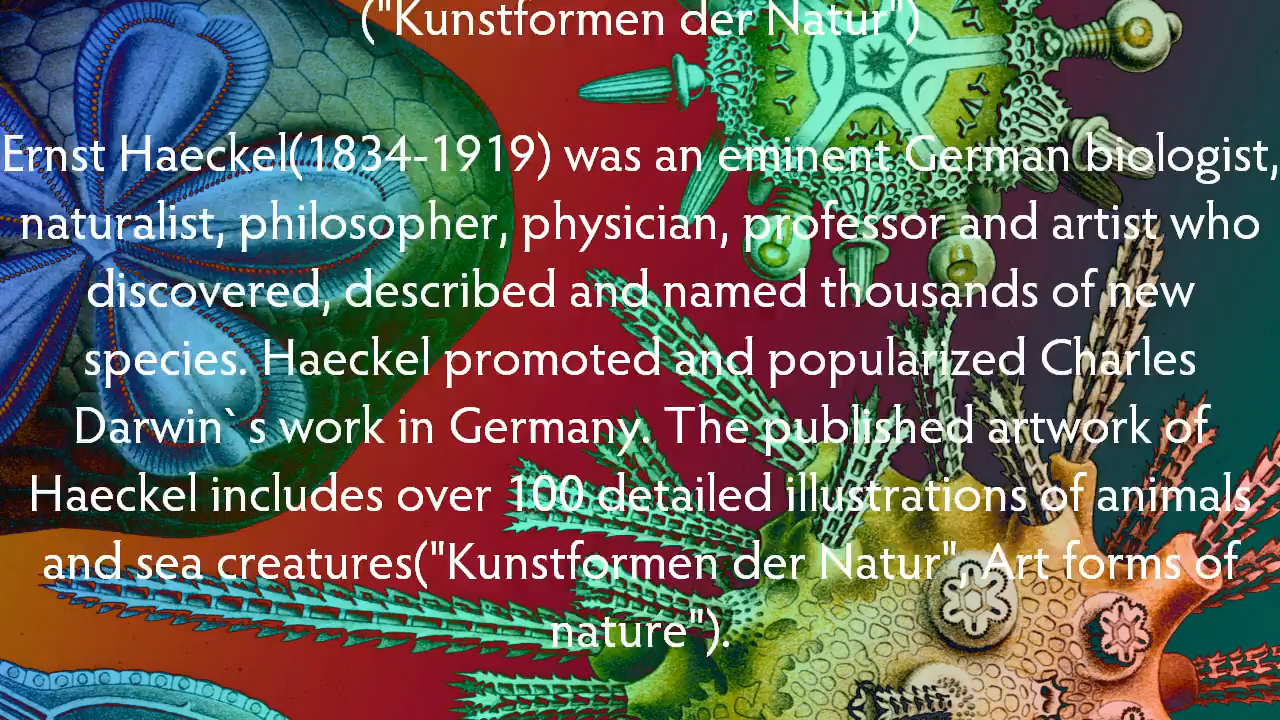 ("Kunstformen der Natur")
Ernst Haeckel(1834-1919) was an eminent German biologist,
naturalist, philosopher, physician, professor and artist who
discovered, described and named thousands of new
species. Haeckel promoted and popularized Charles
Darwin`s work in Germany. The published artwork of
Haeckel includes over 100 detailed illustrations of animals
and sea creatures("Kunstformen der Natur", Art forms of
nature").